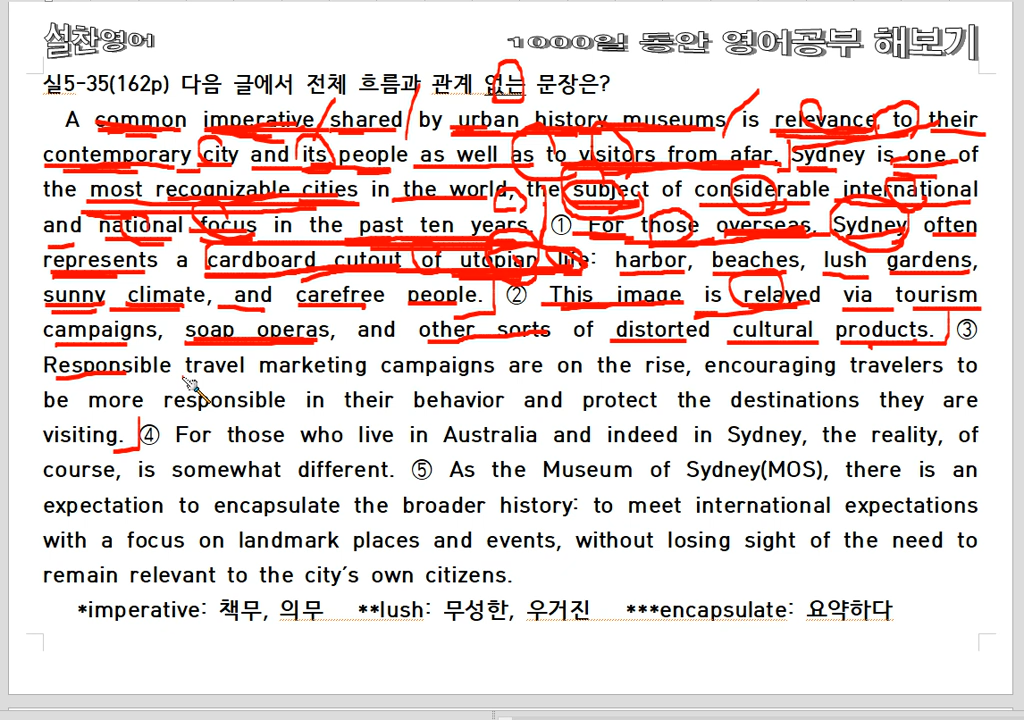 설찬영어 1000일 동안 영어공부 해보기
실5-35(162p) 다음 글에서 전체 흐름과 관계 없는 문장은?
A common imperative shared by urban history museums is relevance to their
contemporary city and its people as well as to visitors from afar. Sydney is one of
the most recognizable cities in the world, the subject of considerable international
and national focus in the past ten years. ① For those overseas, Sydney often
represents a cardboard cutout of utopian life: harbor, beaches, lush gardens,
sunny climate, and carefree people. ② This image is relayed via tourism
campaigns, soap operas, and other sorts of distorted cultural products. ③
Responsible travel marketing campaigns are on the rise, encouraging travelers to
be more responsible in their behavior and protect the destinations they are
visiting. ④ For those who live in Australia and indeed in Sydney, the reality, of
course, is somewhat different. ⑤ As the Museum of Sydney(MOS), there is an
expectation to encapsulate the broader history: to meet international expectations
with a focus on landmark places and events, without losing sight of the need to
remain relevant to the city's own citizens.
*imperative: 책무, 의무 **lush: 무성한, 우거진 ***encapsulate: 요약하다